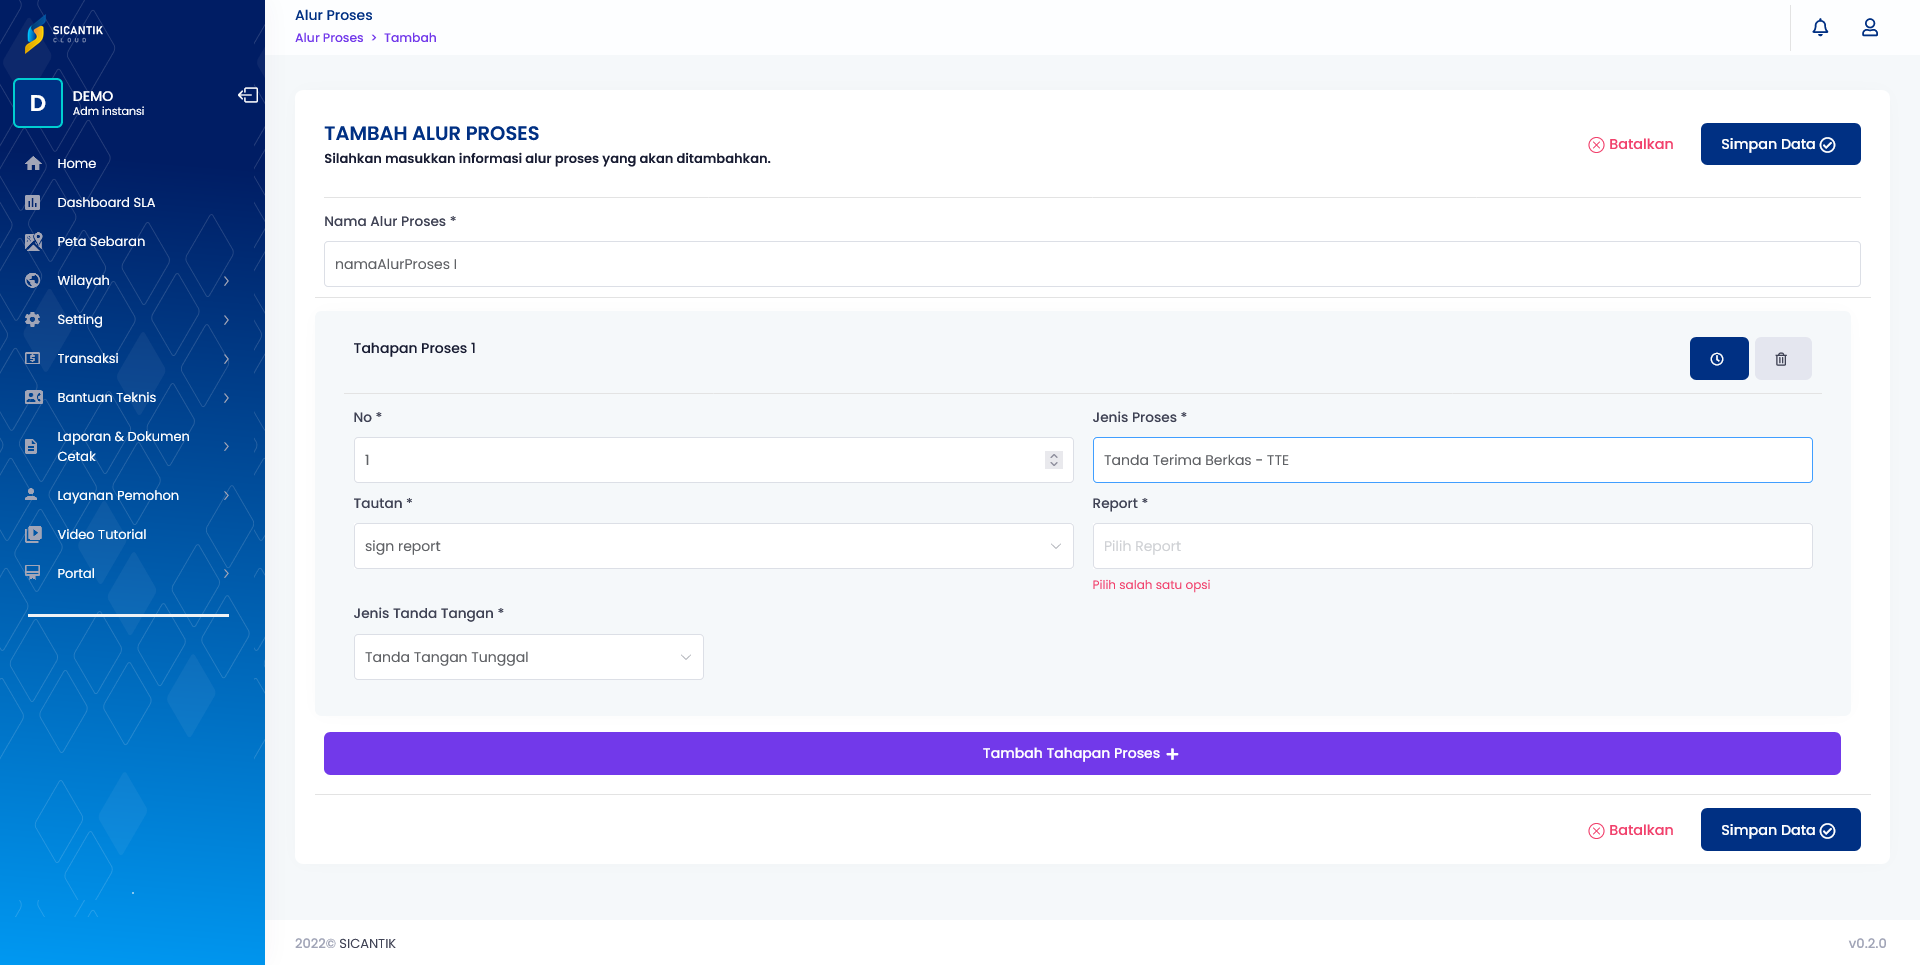 SICANTIK
CLOUD
D
DEMO
Adm instansi
Home
Dashboard SLA
Peta Sebaran
Wilayah
Setting
Transaksi
Bantuan Teknis
Laporan & Dokumen
Cetak
Layanan Pemohon
Video Tutorial
Portal
Alur Proses
Alur Proses > Tambah
TAMBAH ALUR PROSES
Silahkan masukkan informasi alur proses yang akan ditambahkan.
Batalkan
Simpan Data
Nama Alur Proses *
namaAlurProses I
Tahapan Proses 1
No *
1
Jenis Proses *
Tanda Terima Berkas - TTE
Tautan *
sign report
Report *
Pilih Report
Pilih salah satu opsi
Jenis Tanda Tangan *
Tanda Tangan Tunggal
Tambah Tahapan Proses +
Batalkan
Simpan Data
2022© SICANTIK
v0.2.0